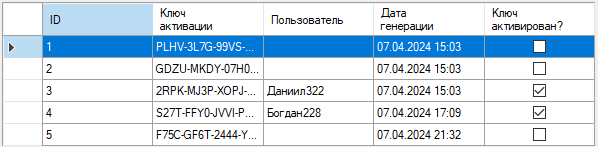 ID Ключ активации Пользователь Дата генерации Ключ активирован?
1 PLHV-3L7G-99VS-... 07.04.2024 15:03
2 GDZU-MKDY-07H0... 07.04.2024 15:03
3 2RPK-MJ3P-XOPJ-... Даниил322 07.04.2024 15:03
4 S27T-FFY0-JVVI-P... Богдан228 07.04.2024 17:09
5 F75C-GF6T-2444-Y... 07.04.2024 21:32